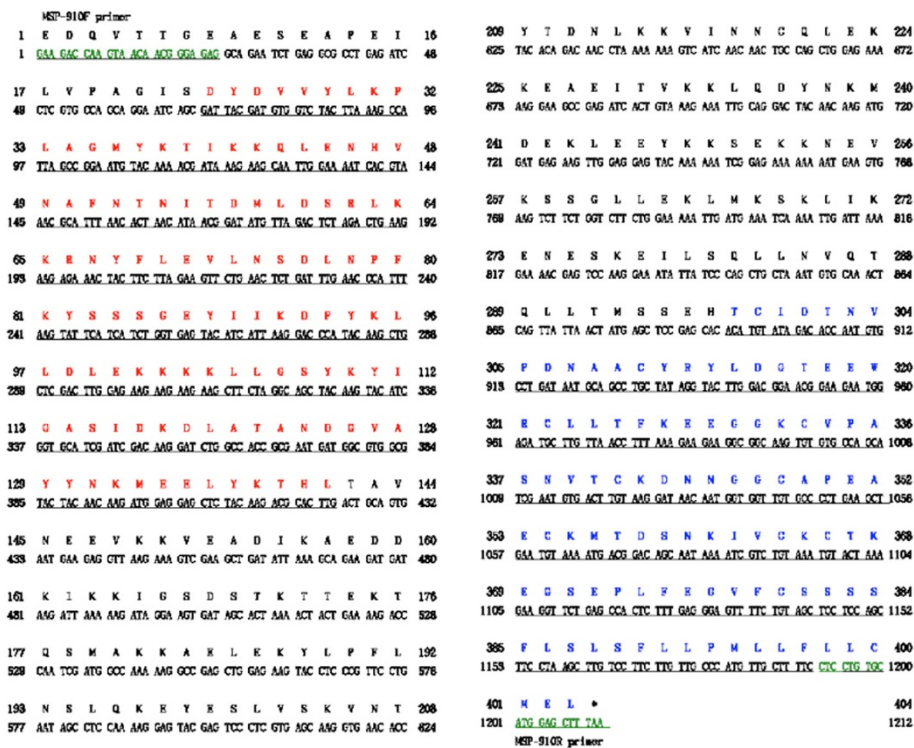 MSP-910F primer
1 E D Q V T T G E A E S E A P E I 16
1 GAA GAC CAA GTA ACA ACG GGA GAG GCA GAA TCT GAG GCG CCT GAG ATC 48
17 L V P A G I S D Y D V V Y L K P 32
49 CTC GTG CCA GCA GGA ATC AGC GAT TAC GAT GTG GTC TAC TTA AAG CCA 96
33 L A G M Y K T I K K Q L E N H V 48
97 TTA GCC GGA ATG TAC AAA ACG ATA AAG AAG CAA TTG GAA AAT CAC GTA 144
49 N A F N T N I T D M L D S R L K 64
145 AAC GCA TTT AAC ACT AAC ATA ACG GAT ATG TTA GAC TCT AGA CTG AAG 192
65 K R N Y F L E V L N S D L N P F 80
193 AAG AGA AAC TAC TTC TTA GAA GTT CTG AAC TCT GAT TTG AAC CCA TTT 240
81 K Y S S S G E Y I I K D P Y K L 96
241 AAG TAT TCA TCA TCT GGT GAG TAC ATC ATT AAG GAC CCA TAC AAG CTG 288
97 L D L E K K K K L L G S Y K Y I 112
289 CTC GAC TTG GAG AAG AAG AAG AAG CTT CTA GGC AGC TAC AAG TAC ATC 336
113 G A S I D K D L A T A N D G V A 128
337 GGT GCA TCG ATC GAC AAG GAT CTG GCC ACC GCG AAT GAT GGC GTG GCG 384
129 Y Y N K M E E L Y K T H L T A V 144
385 TAC TAC AAC AAG ATG GAG GAG CTC TAC AAG ACG CAC TTG ACT GCA GTG 432
145 N E E V K K V E A D I K A E D D 160
433 AAT GAA GAG GTT AAG AAA GTC GAA GCT GAT ATT AAA GCA GAA GAT GAT 480
161 K I K K I G S D S T K T T E K T 176
481 AAG ATT AAA AAG ATA GGA AGT GAT AGC ACT AAA ACT ACT GAA AAG ACC 528
177 Q S M A K K A E L E K Y L P F L 192
529 CAA TCG ATG GCC AAA AAG GCC GAG CTG GAG AAG TAC CTC CCG TTC CTG 576
193 N S L Q K E Y E S L V S K V N T 208
577 AAT AGC CTC CAA AAG GAG TAC GAG TCC CTC GTG AGC AAG GTG AAC ACC 624
209 Y T D N L K K V I N N C Q L E K 224
625 TAC ACA GAC AAC CTA AAA AAA GTC ATC AAC AAC TGC CAG CTG GAG AAA 672
225 K E A E I T V K K L Q D Y N K M 240
673 AAG GAA GCC GAG ATC ACT GTA AAG AAA TTG CAG GAC TAC AAC AAG ATG 720
241 D E K L E E Y K K S E K K N E V 256
721 GAT GAG AAG TTG GAG GAG TAC AAA AAA TCG GAG AAA AAA AAT GAA GTG 768
257 K S S G L L E K L M K S K L I K 272
769 AAG TCT TCT GGT CTT CTG GAA AAA TTG ATG AAA TCA AAA TTG ATT AAA 816
273 E N E S K E I L S Q L L N V Q T 288
817 GAA AAC GAG TCC AAG GAA ATA TTA TCC CAG CTG CTA AAT GTG CAA ACT 864
289 Q L L T M S S E H T C I D T N V 304
865 CAG TTA TTA ACT ATG AGC TCC GAG CAC ACA TGT ATA GAC ACC AAT GTG 912
305 P D N A A C Y R Y L D G T E E W 320
913 CCT GAT AAT GCA GCC TGC TAT AGG TAC TTG GAC GGA ACG GAA GAA TGG 960
321 R C L L T F K E E G G K C V P A 336
961 AGA TGC TTG TTA ACC TTT AAA GAA GAA GGC GGC AAG TGT GTG CCA GCA 1008
337 S N V T C K D N N G G C A P E A 352
1009 TCG AAT GTG ACT TGT AAG GAT AAC AAT GGT GGT TGT GCC CCT GAA GCT 1056
353 E C K M T D S N K I V C K C T K 368
1057 GAA TGT AAA ATG ACG GAC AGC AAT AAA ATC GTC TGT AAA TGT ACT AAA 1104
369 E G S E P L F E G V F C S S S S 384
1105 GAA GGT TCT GAG CCA CTC TTT GAG GGA GTT TTC TGT AGC TCC TCC AGC 1152
385 F L S L S F L L P M L L F L L C 400
1153 TTC CTA AGC TTG TCC TTC TTG TTG CCC ATG TTG CTT TTC CTC CTG TGC 1200
401 M E L * 404
1201 ATG GAG CTT TAA 1212
MSP-910R primer